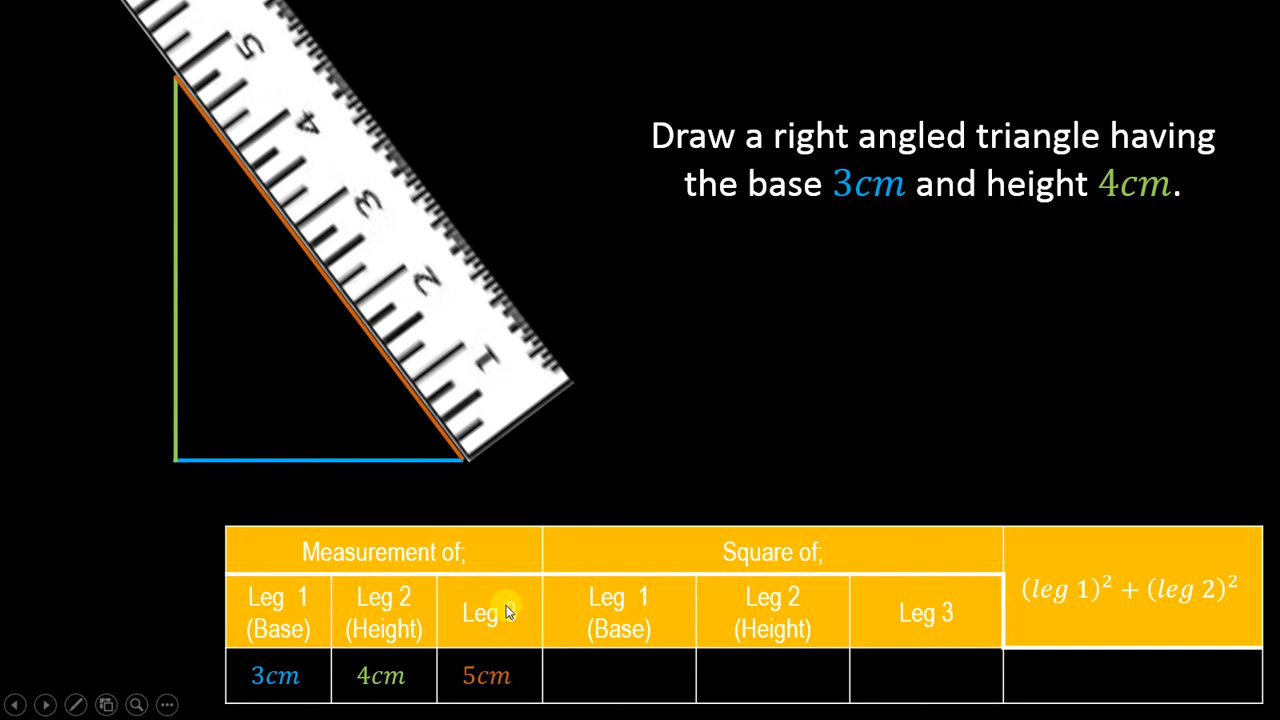 Draw a right angled triangle having
the base 3cm and height 4cm.
5
4
3
2
1
Measurement of;
Square of;
(leg 1)² + (leg 2)²
Leg 1
(Base)
Leg 2
(Height)
Leg
Leg 1
(Base)
Leg 2
(Height)
Leg 3
3cm
4cm
5cm